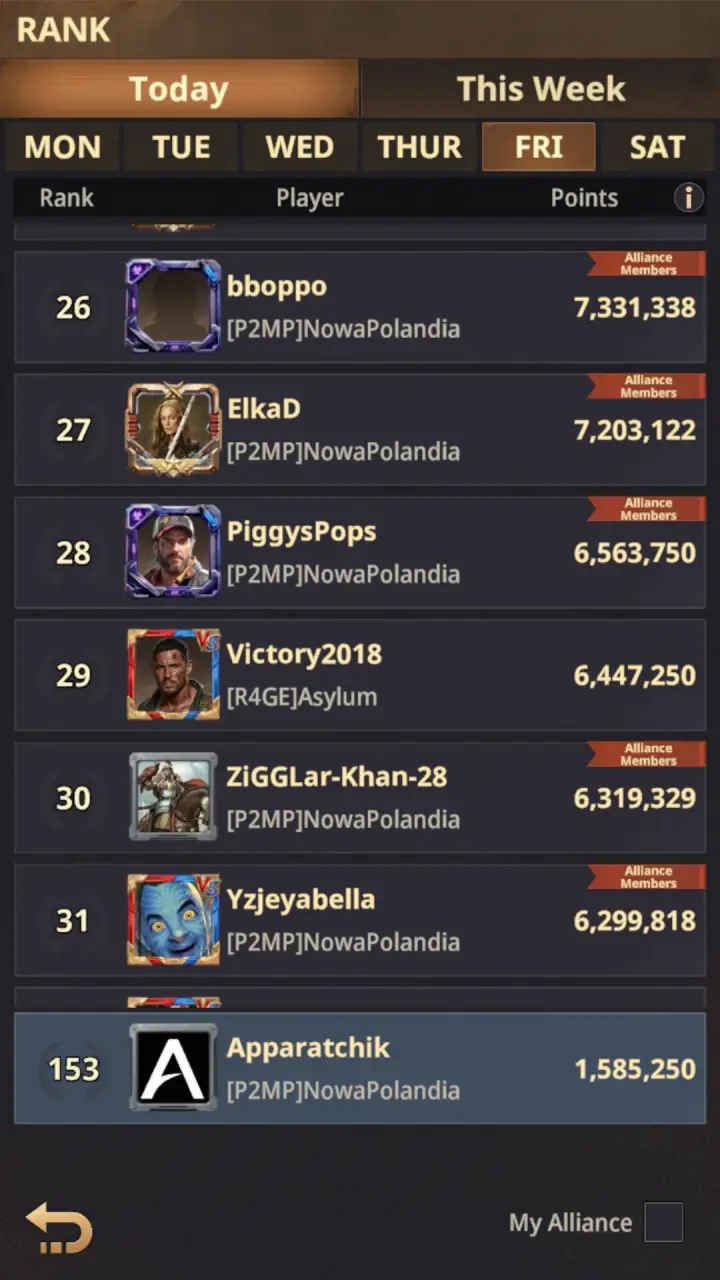 RANK
Today
This Week
MON TUE WED THUR FRI SAT
Rank Player Points i
Alliance
Members
26 bboppo 7,331,338
[P2MP]NowaPolandia
Alliance
Members
27 ElkaD 7,203,122
[P2MP]NowaPolandia
Alliance
Members
28 PiggysPops 6,563,750
[P2MP]NowaPolandia
VS
29 Victory2018 6,447,250
[R4GE]Asylum
Alliance
Members
30 ZiGGLar-Khan-28 6,319,329
[P2MP]NowaPolandia
Alliance
Members
VS
31 Yzjeyabella 6,299,818
[P2MP]NowaPolandia
153 A Apparatchik 1,585,250
[P2MP]NowaPolandia
My Alliance